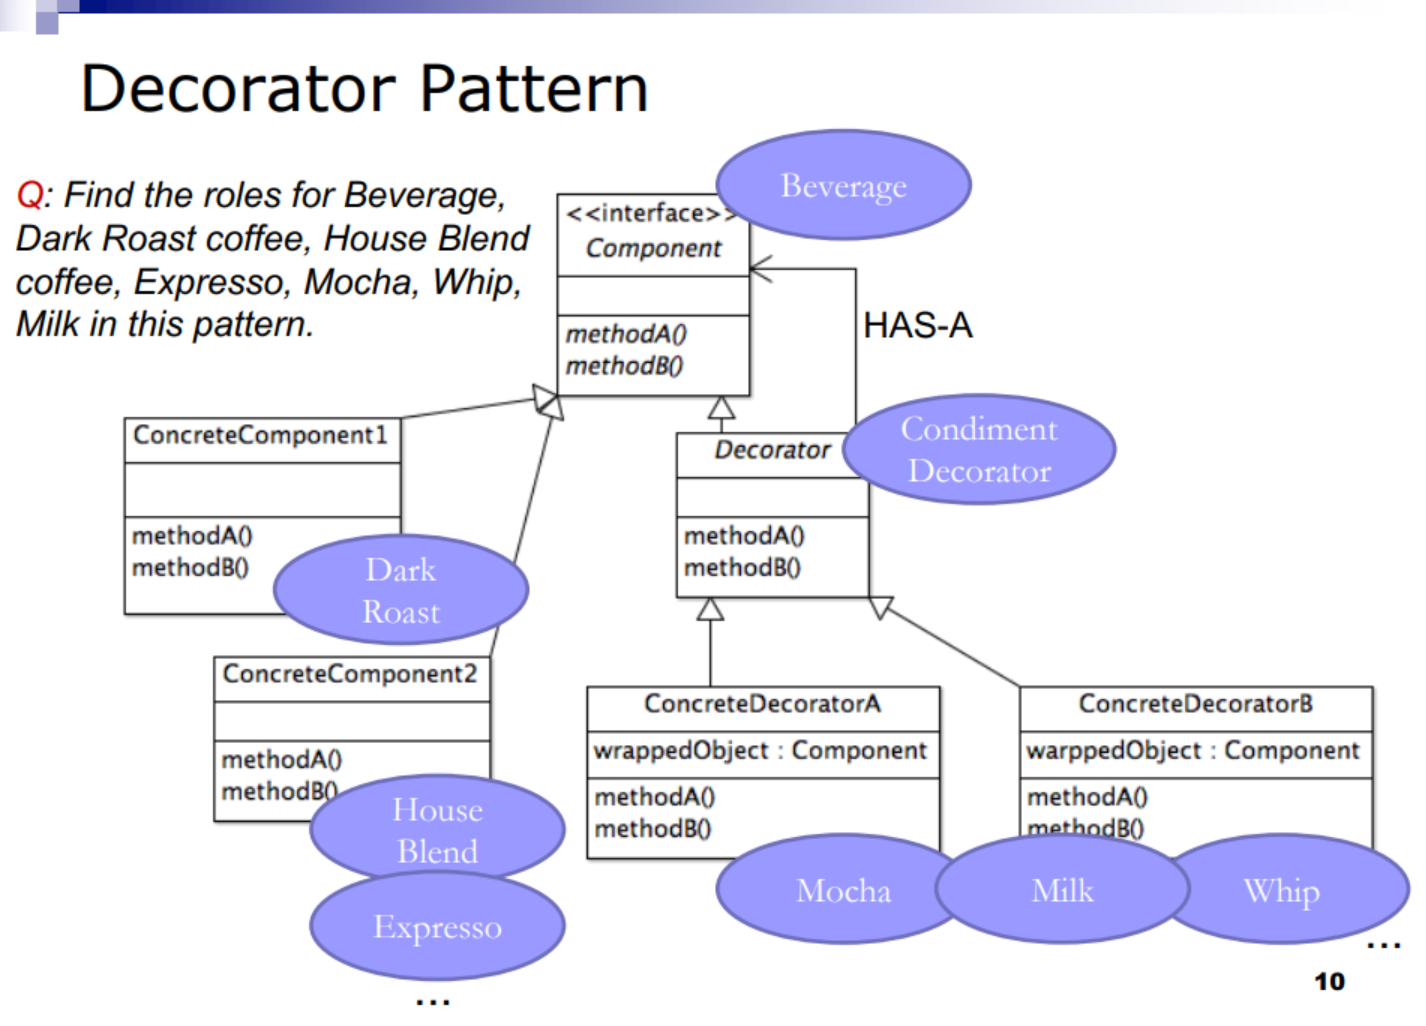 Decorator Pattern
Q: Find the roles for Beverage,
Dark Roast coffee, House Blend
coffee, Expresso, Mocha, Whip,
Milk in this pattern.
Beverage
<<interface>>
Component
methodA()
methodB()
HAS-A
ConcreteComponent1
methodA()
methodB()
Dark
Roast
Decorator
methodA()
methodB()
Condiment
Decorator
ConcreteComponent2
methodA()
methodB()
House
Blend
Expresso
...
ConcreteDecoratorA
wrappedObject : Component
methodA()
methodB()
Mocha
ConcreteDecoratorB
warppedObject : Component
methodA()
methodB()
Milk
Whip
...
10